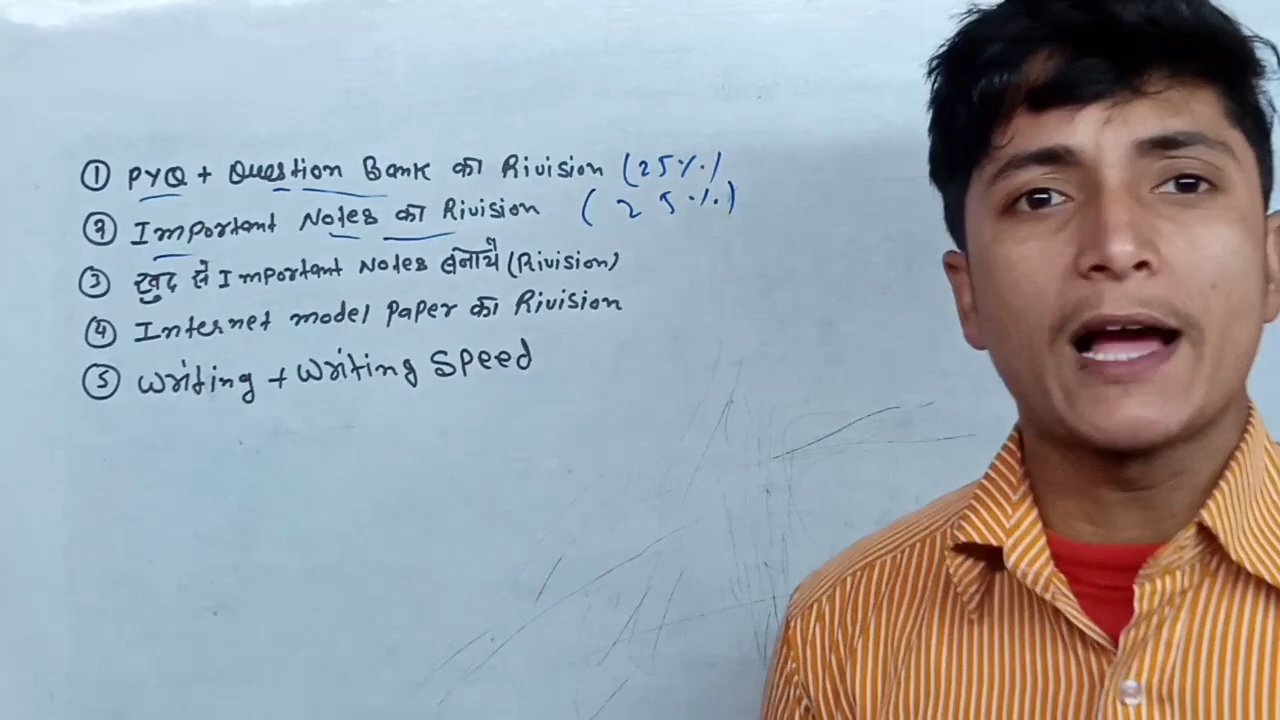 ① PYQ + Question Bank का Rivision (25%)
② Important Notes का Rivision (25%)
③ खुद से Important Notes बनाये (Rivision)
④ Internet model Paper का Rivision
⑤ Writing + Writing Speed